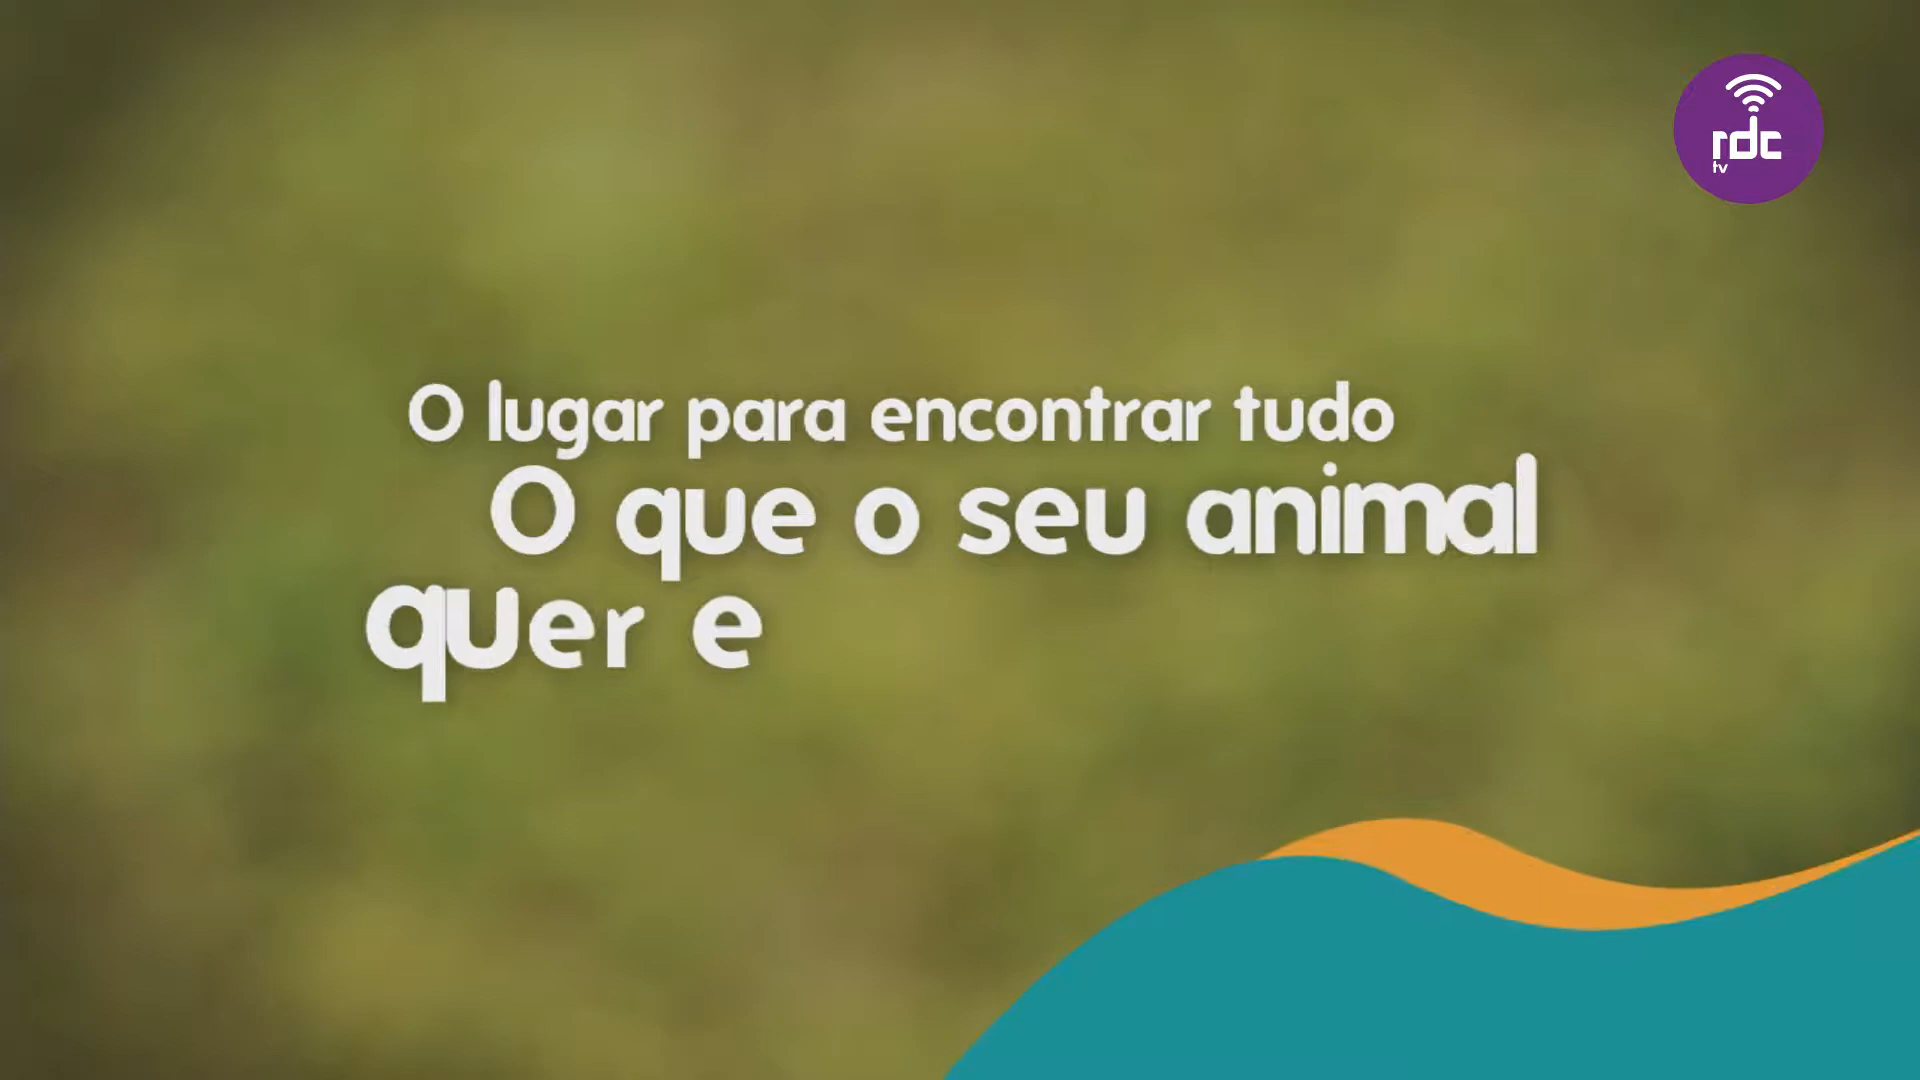 rdc
tv
O lugar para encontrar tudo
O que o seu animal
quer e